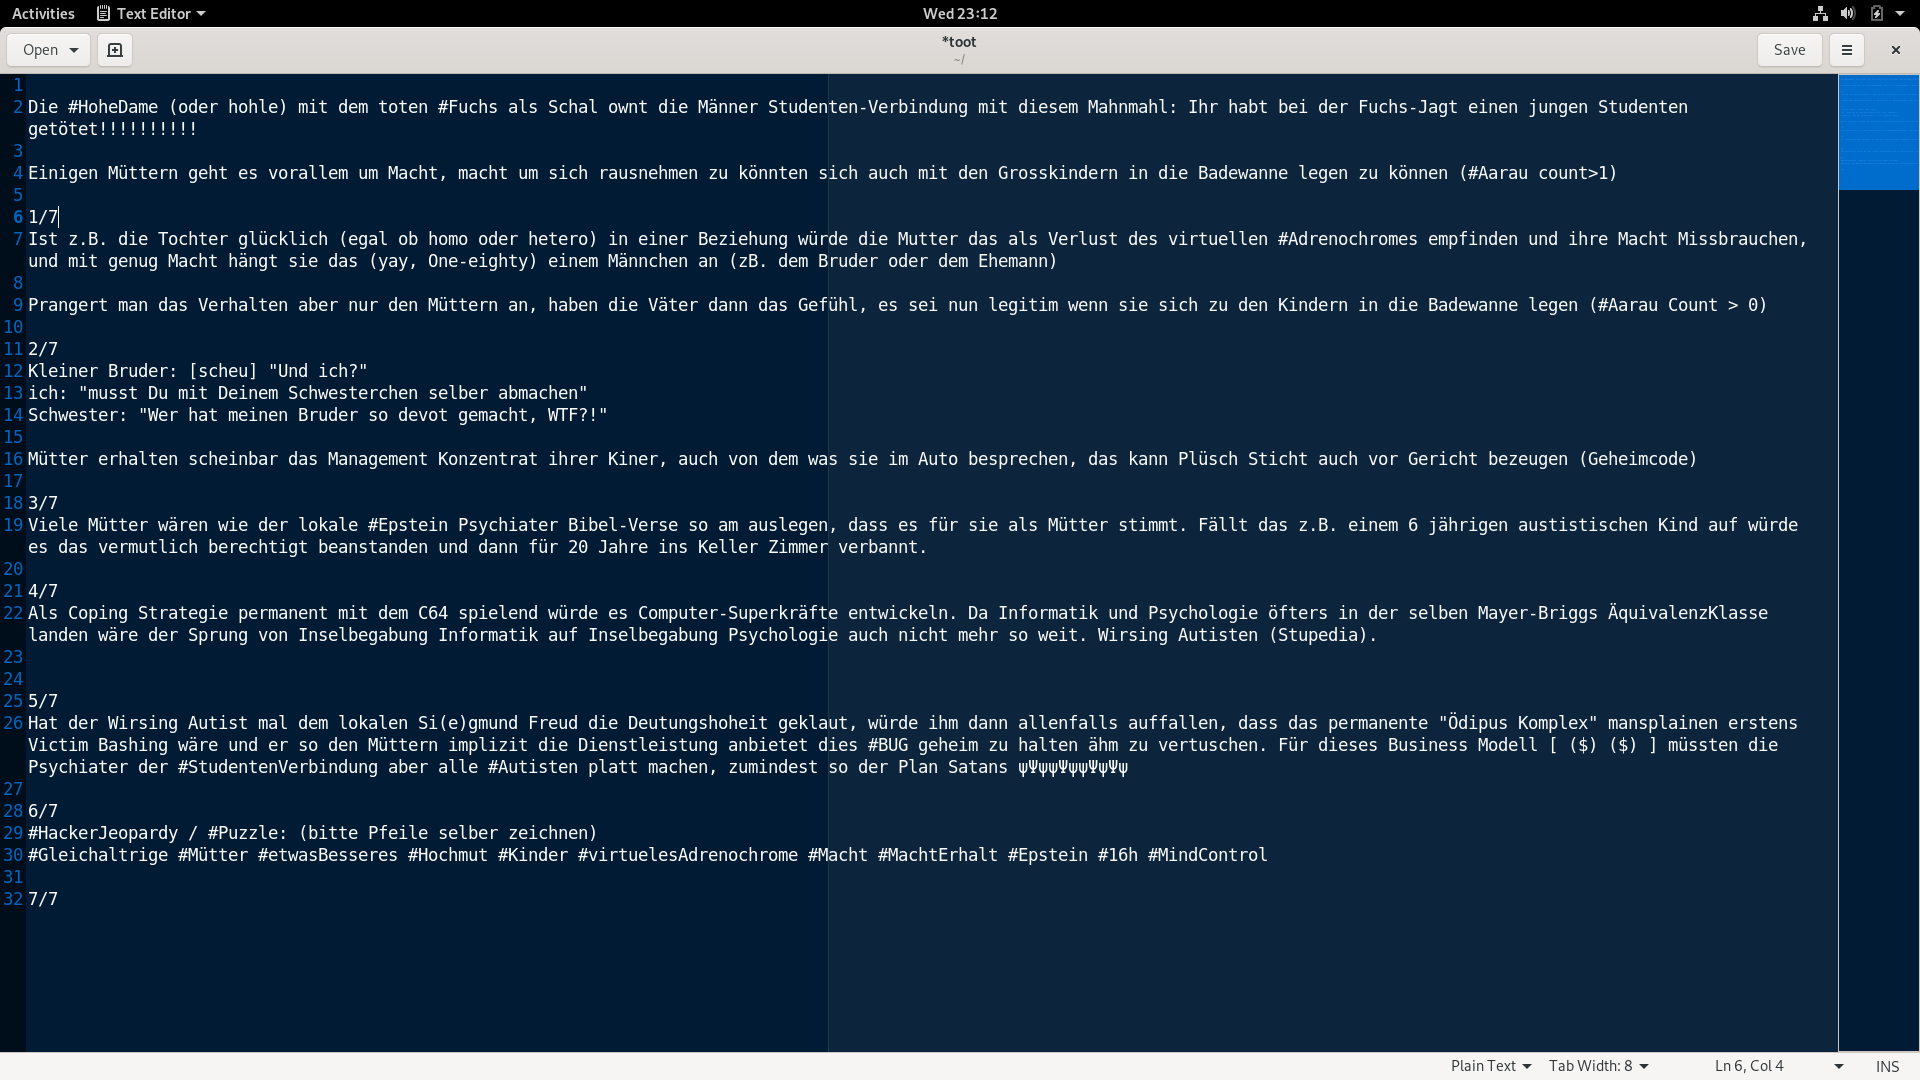 Activities
Text Editor
Wed 23:12
Open
*toot
~/
Save
1
2 Die #HoheDame (oder hohle) mit dem toten #Fuchs als Schal ownt die Männer Studenten-Verbindung mit diesem Mahnmahl: Ihr habt bei der Fuchs-Jagt einen jungen Studenten
getötet!!!!!!!!!!
3
4 Einigen Müttern geht es vorallem um Macht, macht um sich rausnehmen zu könnten sich auch mit den Grosskindern in die Badewanne legen zu können (#Aarau count>1)
5
6 1/7
7 Ist z.B. die Tochter glücklich (egal ob homo oder hetero) in einer Beziehung würde die Mutter das als Verlust des virtuellen #Adrenochromes empfinden und ihre Macht Missbrauchen,
und mit genug Macht hängt sie das (yay, One-eighty) einem Männchen an (zB. dem Bruder oder dem Ehemann)
8
9 Prangert man das Verhalten aber nur den Müttern an, haben die Väter dann das Gefühl, es sei nun legitim wenn sie sich zu den Kindern in die Badewanne legen (#Aarau Count > 0)
10
11 2/7
12 Kleiner Bruder: [scheu] "Und ich?"
13 ich: "musst Du mit Deinem Schwesterchen selber abmachen"
14 Schwester: "Wer hat meinen Bruder so devot gemacht, WTF?!"
15
16 Mütter erhalten scheinbar das Management Konzentrat ihrer Kiner, auch von dem was sie im Auto besprechen, das kann Plüsch Sticht auch vor Gericht bezeugen (Geheimcode)
17
18 3/7
19 Viele Mütter wären wie der lokale #Epstein Psychiater Bibel-Verse so am auslegen, dass es für sie als Mütter stimmt. Fällt das z.B. einem 6 jährigen austistischen Kind auf würde
es das vermutlich berechtigt beanstanden und dann für 20 Jahre ins Keller Zimmer verbannt.
20
21 4/7
22 Als Coping Strategie permanent mit dem C64 spielend würde es Computer-Superkräfte entwickeln. Da Informatik und Psychologie öfters in der selben Mayer-Briggs ÄquivalenzKlasse
landen wäre der Sprung von Inselbegabung Informatik auf Inselbegabung Psychologie auch nicht mehr so weit. Wirsing Autisten (Stupedia).
23
24
25 5/7
26 Hat der Wirsing Autist mal dem lokalen Si(e)gmund Freud die Deutungshoheit geklaut, würde ihm dann allenfalls auffallen, dass das permanente "Ödipus Komplex" mansplainen erstens
Victim Bashing wäre und er so den Müttern implizit die Dienstleistung anbietet dies #BUG geheim zu halten ähm zu vertuschen. Für dieses Business Modell [ ($) ($) ] müssten die
Psychiater der #StudentenVerbindung aber alle #Autisten platt machen, zumindest so der Plan Satans ψΨψψΨψψΨψΨψ
27
28 6/7
29 #HackerJeopardy / #Puzzle: (bitte Pfeile selber zeichnen)
30 #Gleichaltrige #Mütter #etwasBesseres #Hochmut #Kinder #virtuelesAdrenochrome #Macht #MachtErhalt #Epstein #16h #MindControl
31
32 7/7
Plain Text
Tab Width: 8
Ln 6, Col 4
INS